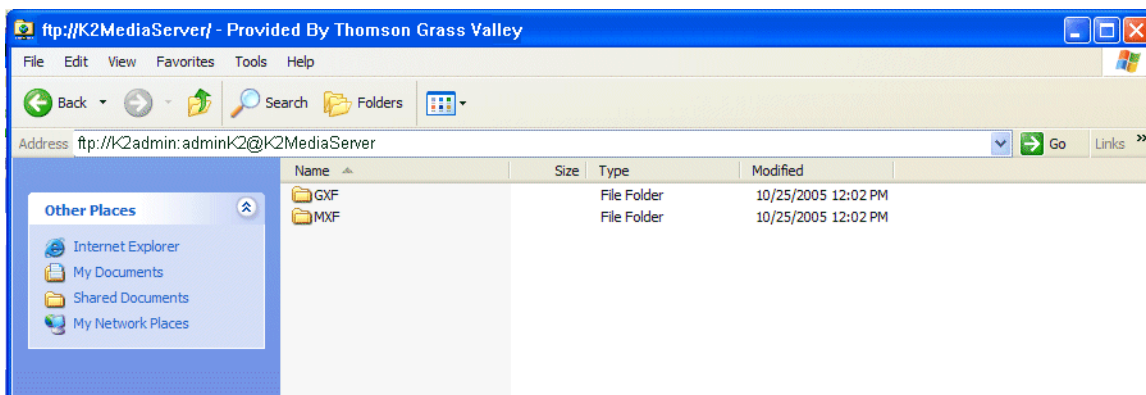 ftp://K2MediaServer/ - Provided By Thomson Grass Valley
File Edit View Favorites Tools Help
Back Search Folders
Address ftp://K2admin:adminK2@K2MediaServer Go Links »
Name Size Type Modified
Other Places
Internet Explorer
My Documents
Shared Documents
My Network Places
GXF File Folder 10/25/2005 12:02 PM
MXF File Folder 10/25/2005 12:02 PM